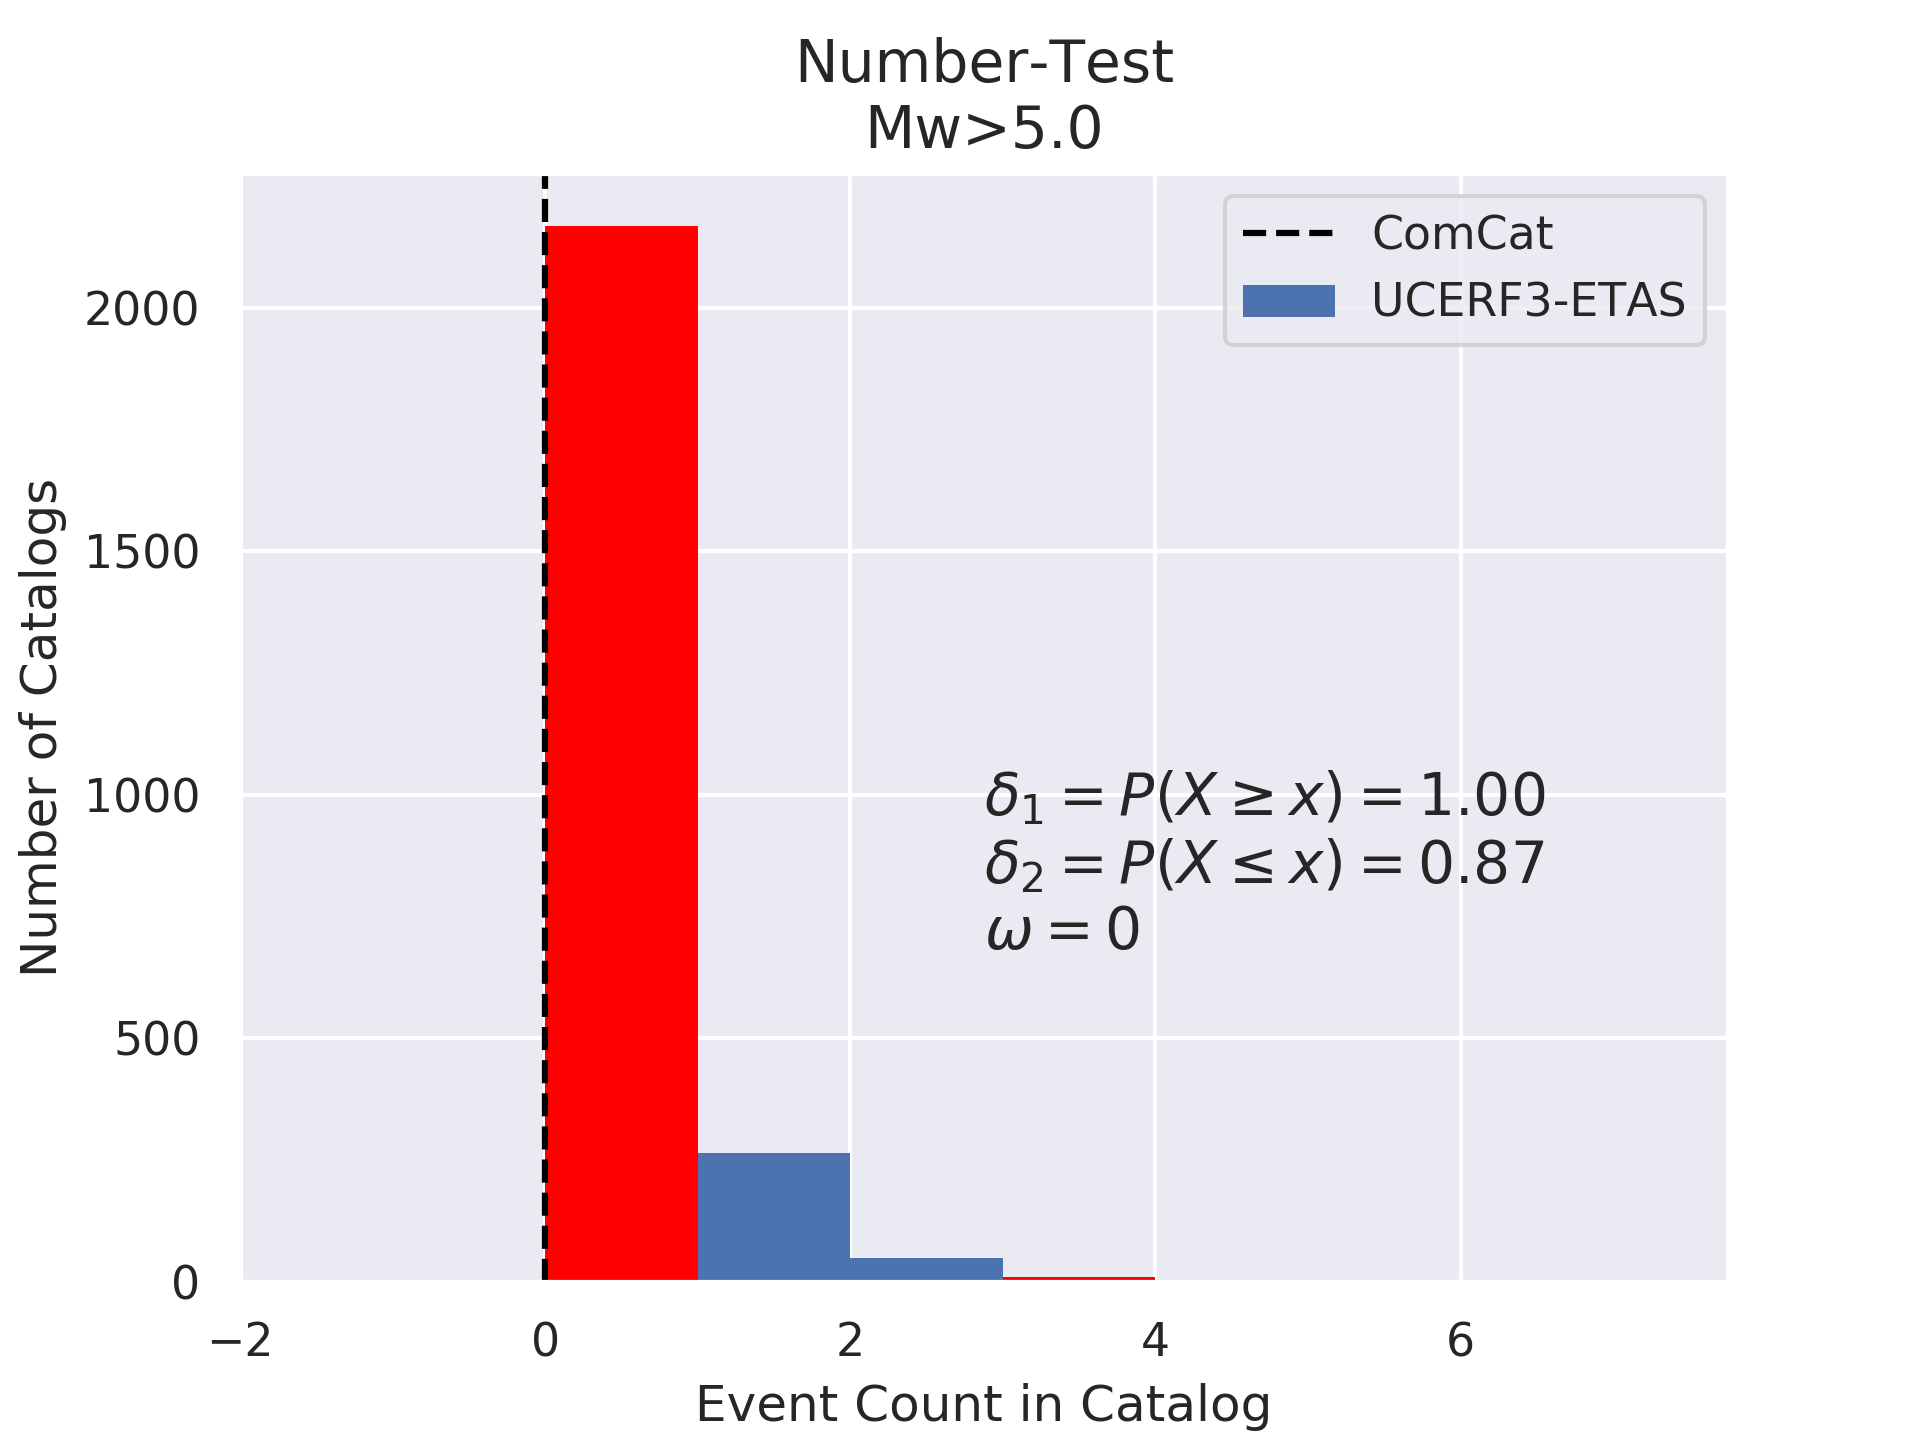 Number-Test
Mw>5.0
ComCat
UCERF3-ETAS
2000
1500
1000
500
0
Number of Catalogs
δ₁ = P(X ≥ x) = 1.00
δ₂ = P(X ≤ x) = 0.87
ω = 0
−2 0 2 4 6
Event Count in Catalog